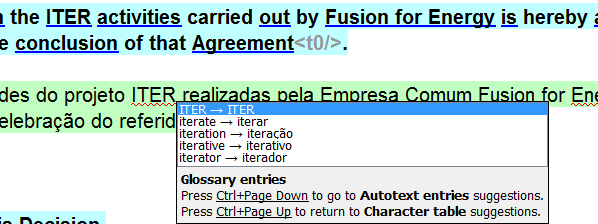 the ITER activities carried out by Fusion for Energy is hereby
conclusion of that Agreement<t0/>.
des do projeto ITER realizadas pela Empresa Comum Fusion for
elebração do referid
ITER → ITER
iterate → iterar
iteration → iteração
iterative → iterativo
iterator → iterador
Glossary entries
Press Ctrl+Page Down to go to Autotext entries suggestions.
Press Ctrl+Page Up to return to Character table suggestions.
Decision